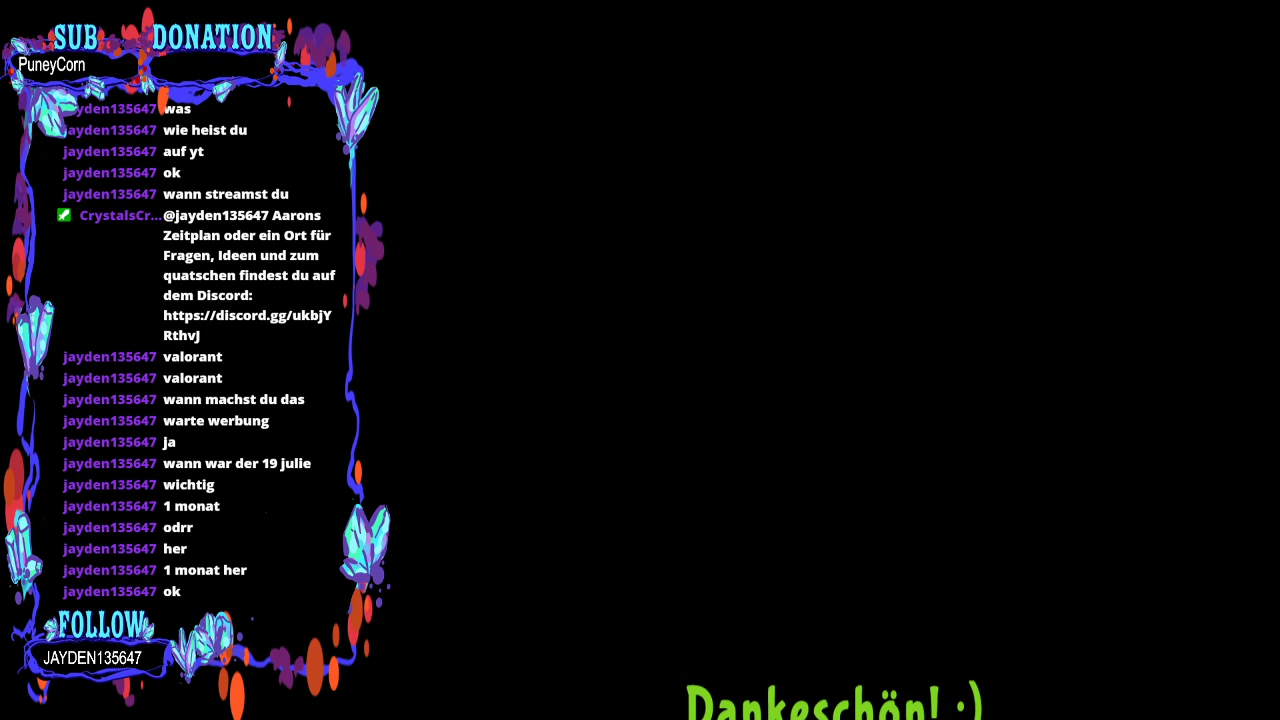 SUB DONATION
PuneyCorn
jayden135647 was
jayden135647 wie heist du
jayden135647 auf yt
jayden135647 ok
jayden135647 wann streamst du
CrystalsCr... @jayden135647 Aarons
Zeitplan oder ein Ort für
Fragen, Ideen und zum
quatschen findest du auf
dem Discord:
https://discord.gg/ukbjY
RthvJ
jayden135647 valorant
jayden135647 valorant
jayden135647 wann machst du das
jayden135647 warte werbung
jayden135647 ja
jayden135647 wann war der 19 julie
jayden135647 wichtig
jayden135647 1 monat
jayden135647 odrr
jayden135647 her
jayden135647 1 monat her
jayden135647 ok
FOLLOW
JAYDEN135647
Dankeschön! :)